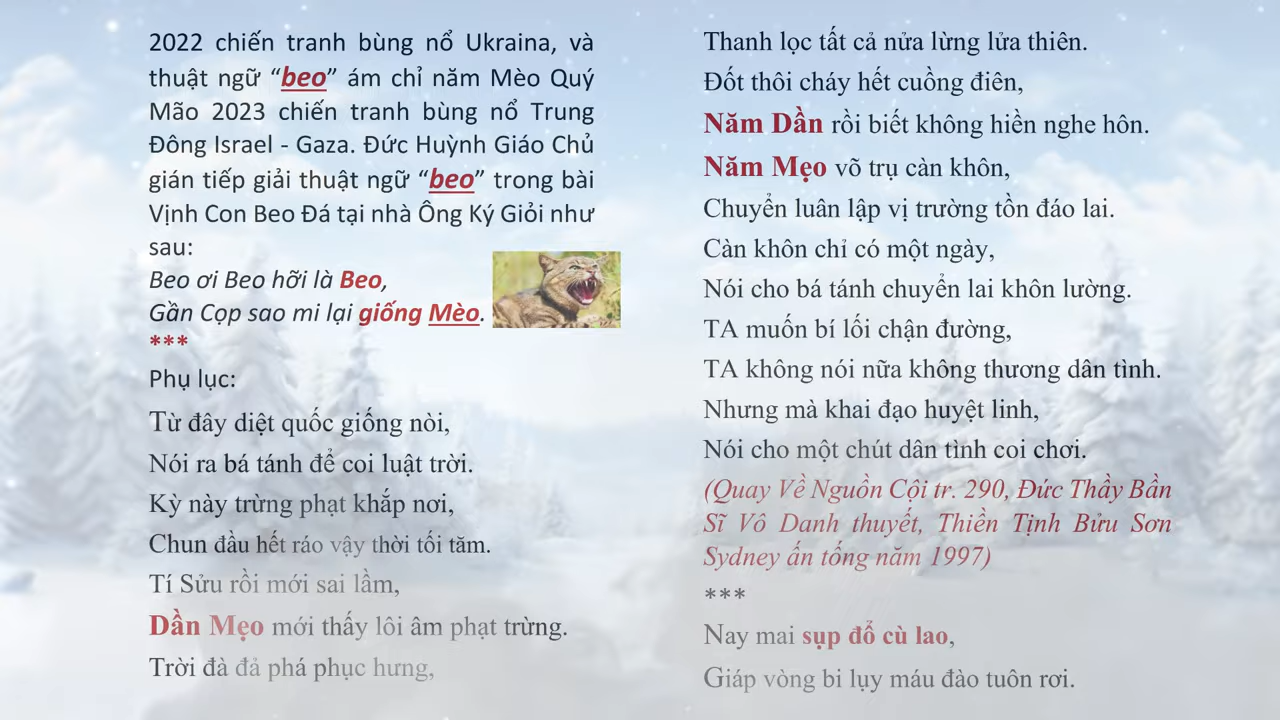 2022 chiến tranh bùng nổ Ukraina, và
thuật ngữ “beo” ám chỉ năm Mèo Quý
Mão 2023 chiến tranh bùng nổ Trung
Đông Israel - Gaza. Đức Huỳnh Giáo Chủ
gián tiếp giải thuật ngữ “beo” trong bài
Vịnh Con Beo Đá tại nhà Ông Ký Giỏi như
sau:
Beo ơi Beo hỡi là Beo,
Gần Cọp sao mi lại giống Mèo.
***
Phụ lục:
Từ đây diệt quốc giống nòi,
Nói ra bá tánh để coi luật trời.
Kỳ này trừng phạt khắp nơi,
Chun đầu hết ráo vậy thời tối tăm.
Tí Sửu rồi mới sai lầm,
Dần Mẹo mới thấy lôi âm phạt trừng.
Trời đà đả phá phục hưng,
Thanh lọc tất cả nửa lừng lửa thiên.
Đốt thôi cháy hết cuồng điên,
Năm Dần rồi biết không hiền nghe hôn.
Năm Mẹo võ trụ càn khôn,
Chuyển luân lập vị trường tồn đáo lai.
Càn khôn chỉ có một ngày,
Nói cho bá tánh chuyển lai khôn lường.
TA muốn bí lối chận đường,
TA không nói nữa không thương dân tình.
Nhưng mà khai đạo huyệt linh,
Nói cho một chút dân tình coi chơi.
(Quay Về Nguồn Cội tr. 290, Đức Thầy Bần
Sĩ Vô Danh thuyết, Thiền Tịnh Bửu Sơn
Sydney ấn tống năm 1997)
***
Nay mai sụp đổ cù lao,
Giáp vòng bi lụy máu đào tuôn rơi.